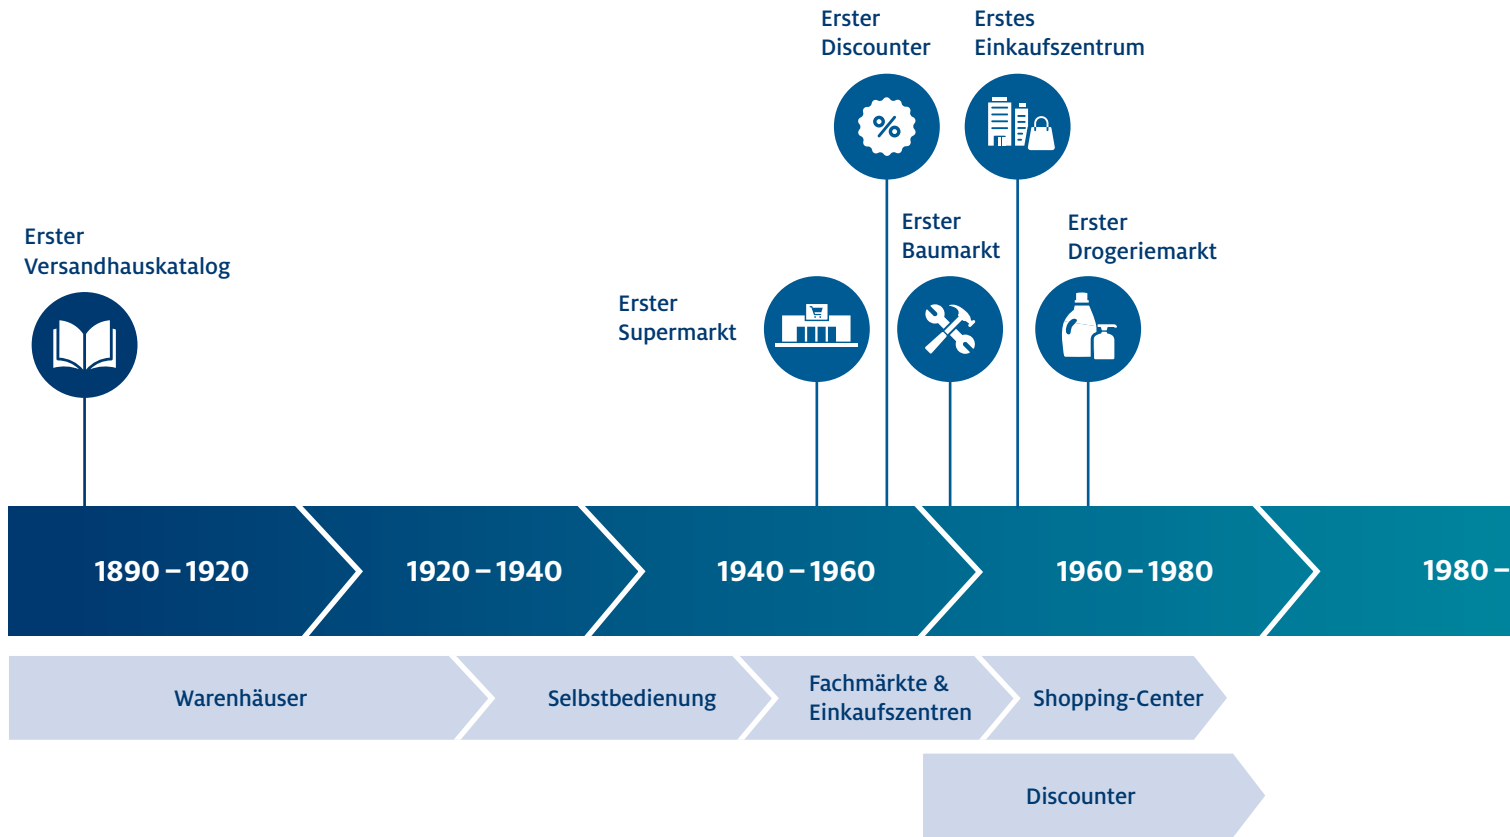 Erster
Discounter
Erstes
Einkaufszentrum
Erster
Versandhauskatalog
Erster
Supermarkt
Erster
Baumarkt
Erster
Drogeriemarkt
%
1890 – 1920
1920 – 1940
1940 – 1960
1960 – 1980
1980 –
Warenhäuser
Selbstbedienung
Fachmärkte &
Einkaufszentren
Shopping-Center
Discounter